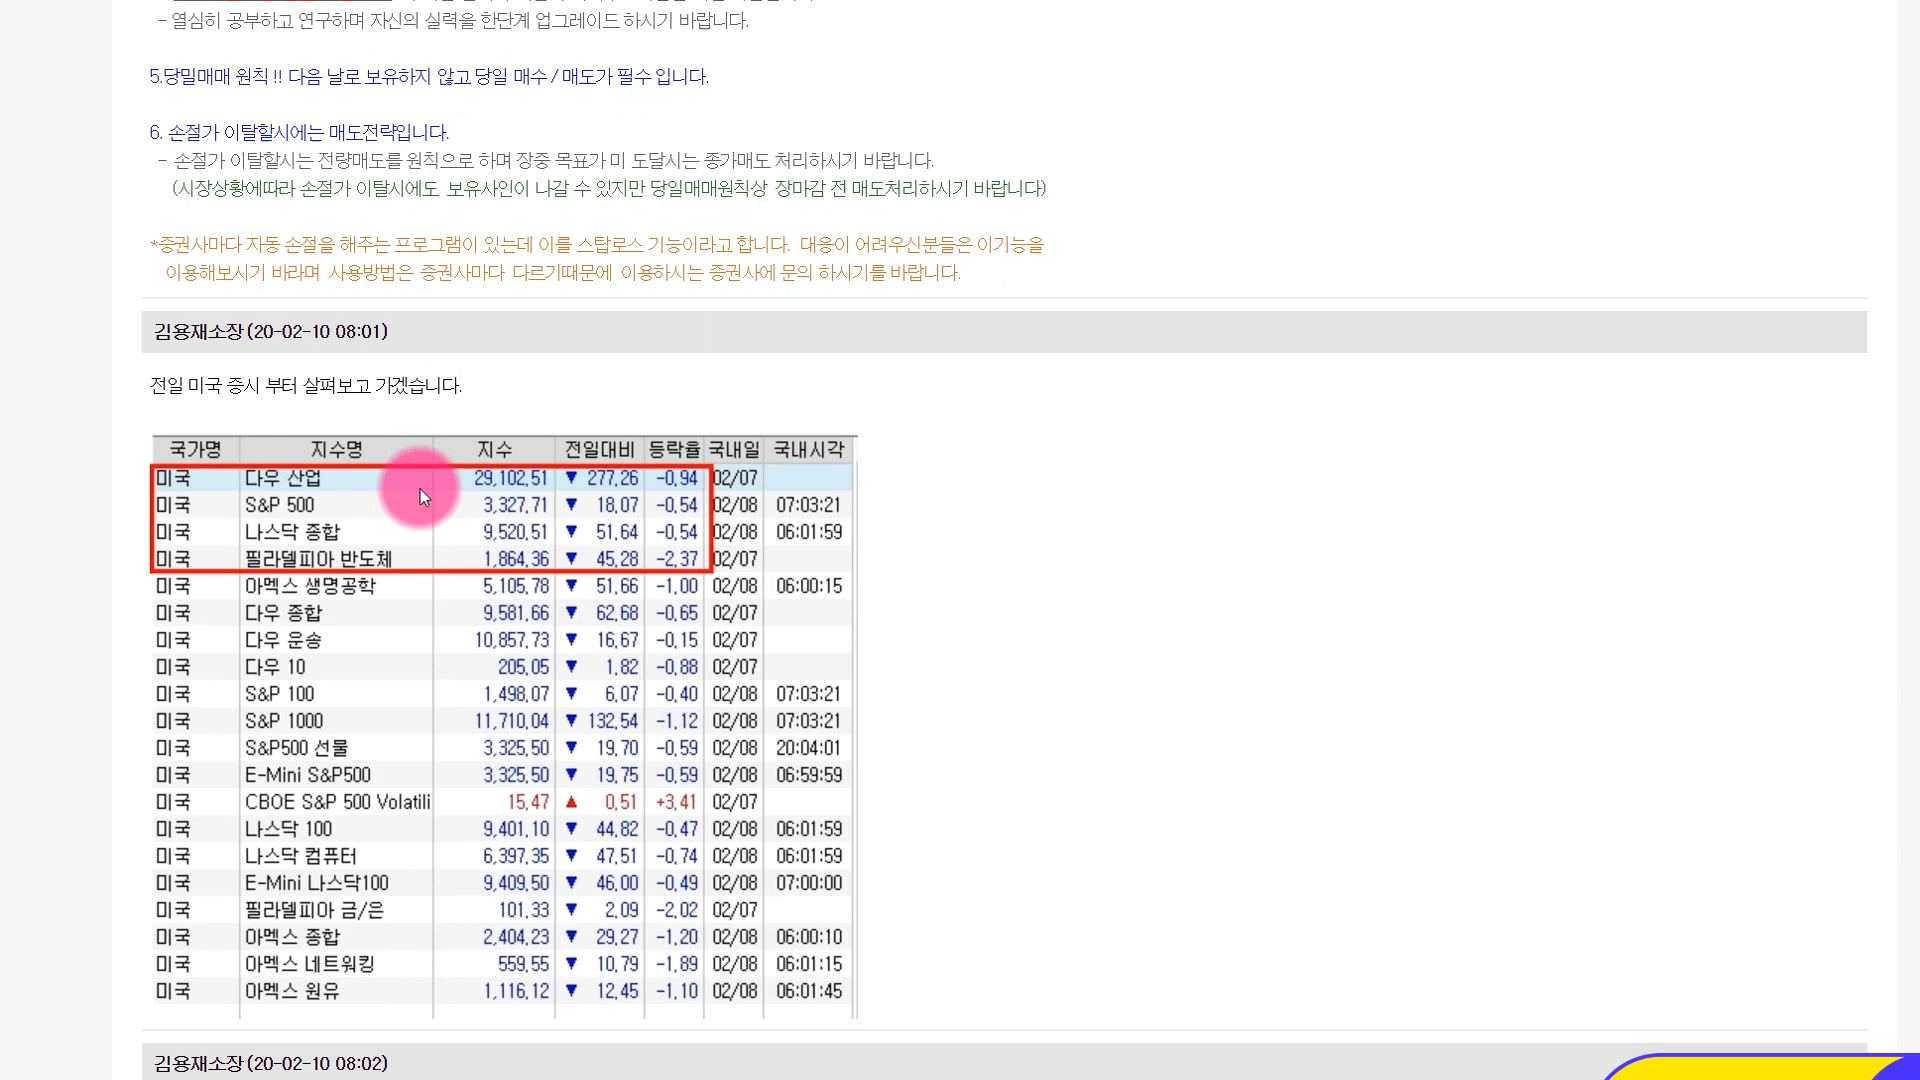 - 열심히 공부하고 연구하며 자신의 실력을 한단계 업그레이드 하시기 바랍니다.
5.당밀매매 원칙 !! 다음 날로 보유하지 않고 당일 매수 / 매도가 필수 입니다.
6. 손절가 이탈할시에는 매도전략입니다.
- 손절가 이탈할시는 전량매도를 원칙으로 하며 장중 목표가 미 도달시는 종가매도 처리하시기 바랍니다.
(시장상황에따라 손절가 이탈시에도 보유사인이 나갈 수 있지만 당일매매원칙상 장마감 전 매도처리하시기 바랍니다)
*증권사마다 자동 손절을 해주는 프로그램이 있는데 이를 스탑로스 기능이라고 합니다. 대응이 어려우신분들은 이기능을
이용해보시기 바라며 사용방법은 증권사마다 다르기때문에 이용하시는 증권사에 문의 하시기를 바랍니다.
김용재소장 (20-02-10 08:01)
전일 미국 증시 부터 살펴보고 가겠습니다.
국가명 지수명 지수 전일대비 등락율 국내일 국내시각
미국 다우 산업 29,102,51 ▼ 277,26 -0,94 02/07
미국 S&P 500 3,327,71 ▼ 18,07 -0,54 02/08 07:03:21
미국 나스닥 종합 9,520,51 ▼ 51,64 -0,54 02/08 06:01:59
미국 필라델피아 반도체 1,864,36 ▼ 45,28 -2,37 02/07
미국 아멕스 생명공학 5,105,78 ▼ 51,66 -1,00 02/08 06:00:15
미국 다우 종합 9,581,66 ▼ 62,68 -0,65 02/07
미국 다우 운송 10,857,73 ▼ 16,67 -0,15 02/07
미국 다우 10 205,05 ▼ 1,82 -0,88 02/07
미국 S&P 100 1,498,07 ▼ 6,07 -0,40 02/08 07:03:21
미국 S&P 1000 11,710,04 ▼ 132,54 -1,12 02/08 07:03:21
미국 S&P500 선물 3,325,50 ▼ 19,70 -0,59 02/08 20:04:01
미국 E-Mini S&P500 3,325,50 ▼ 19,75 -0,59 02/08 06:59:59
미국 CBOE S&P 500 Volatili 15,47 ▲ 0,51 +3,41 02/07
미국 나스닥 100 9,401,10 ▼ 44,82 -0,47 02/08 06:01:59
미국 나스닥 컴퓨터 6,397,35 ▼ 47,51 -0,74 02/08 06:01:59
미국 E-Mini 나스닥100 9,409,50 ▼ 46,00 -0,49 02/08 07:00:00
미국 필라델피아 금/은 101,33 ▼ 2,09 -2,02 02/07
미국 아멕스 종합 2,404,23 ▼ 29,27 -1,20 02/08 06:00:10
미국 아멕스 네트워킹 559,55 ▼ 10,79 -1,89 02/08 06:01:15
미국 아멕스 원유 1,116,12 ▼ 12,45 -1,10 02/08 06:01:45
김용재소장 (20-02-10 08:02)